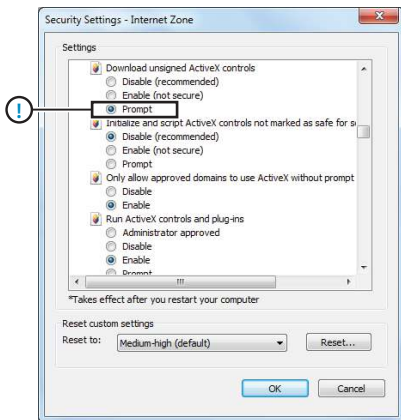 Security Settings - Internet Zone
Settings
Download unsigned ActiveX controls
Disable (recommended)
Enable (not secure)
! Prompt
Initialize and script ActiveX controls not marked as safe for
Disable (recommended)
Enable (not secure)
Prompt
Only allow approved domains to use ActiveX without prompt
Disable
Enable
Run ActiveX controls and plug-ins
Administrator approved
Disable
Enable
Prompt
*Takes effect after you restart your computer
Reset custom settings
Reset to: Medium-high (default) Reset...
OK Cancel